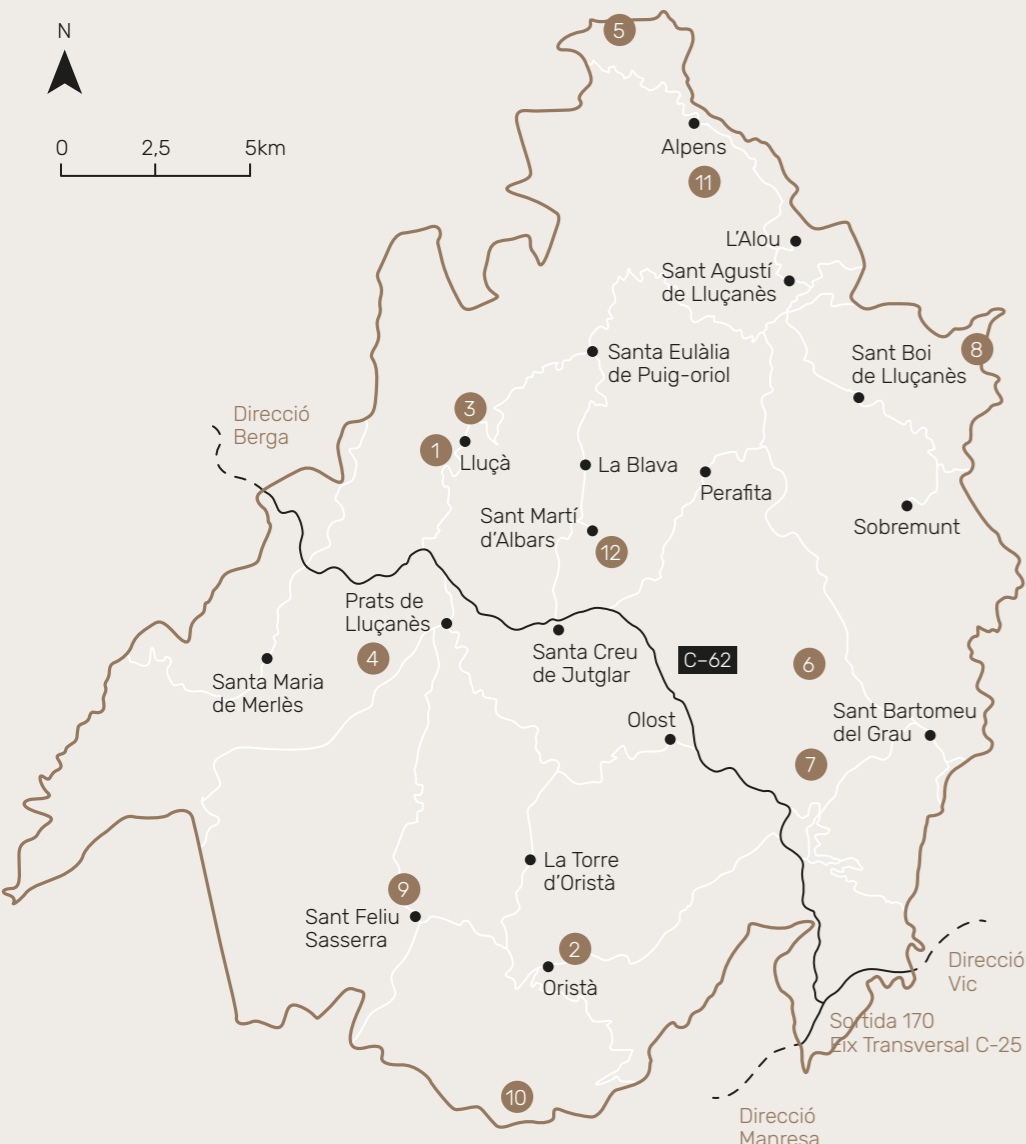 N
0 2,5 5km
5
Alpens
11
L'Alou
Sant Agustí
de Lluçanès
Santa Eulàlia
de Puig-oriol
Sant Boi
de Lluçanès
8
Direcció
Berga
3
1
Lluçà
La Blava
Perafita
Sant Martí
d'Albars
12
Sobremunt
Prats de
Lluçanès
4
Santa Maria
de Merlès
Santa Creu
de Jutglar
C-62
6
Olost
Sant Bartomeu
del Grau
7
La Torre
d'Oristà
9
Sant Feliu
Sasserra
2
Oristà
Direcció
Vic
Sortida 170
Eix Transversal C-25
10
Direcció
Manresa